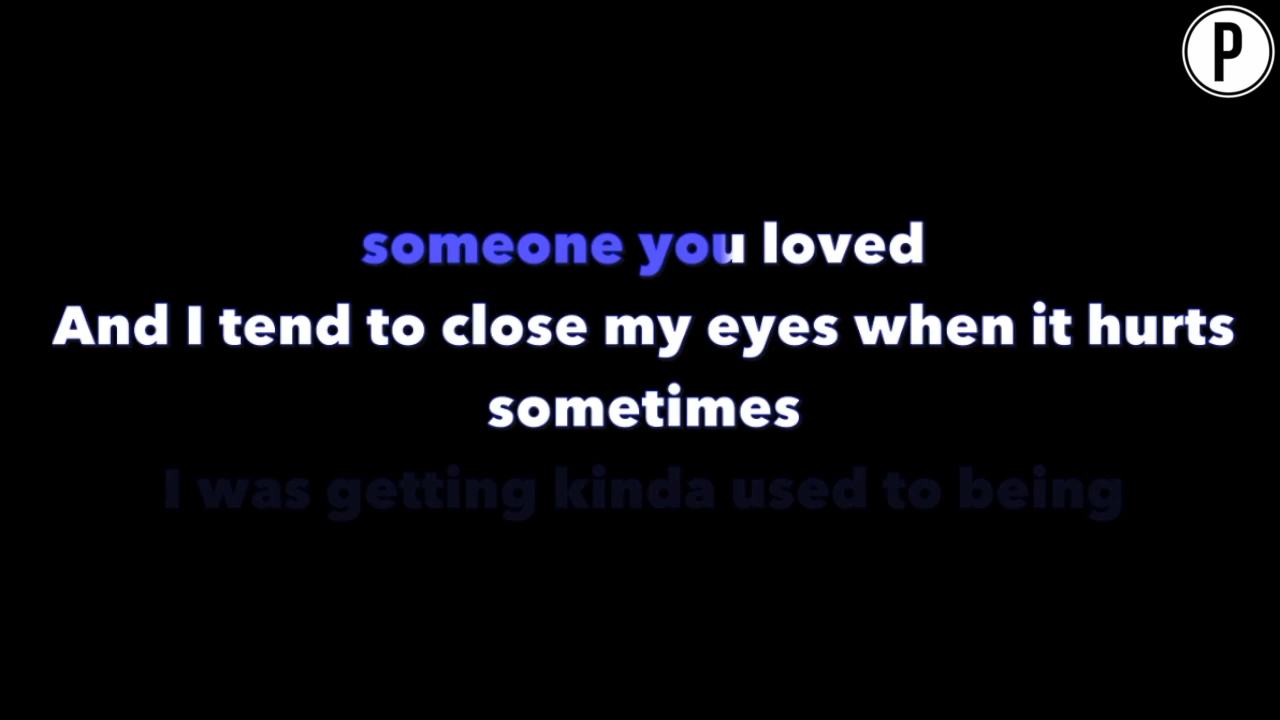 P
someone you loved
And I tend to close my eyes when it hurts
sometimes
I was getting kinda used to being